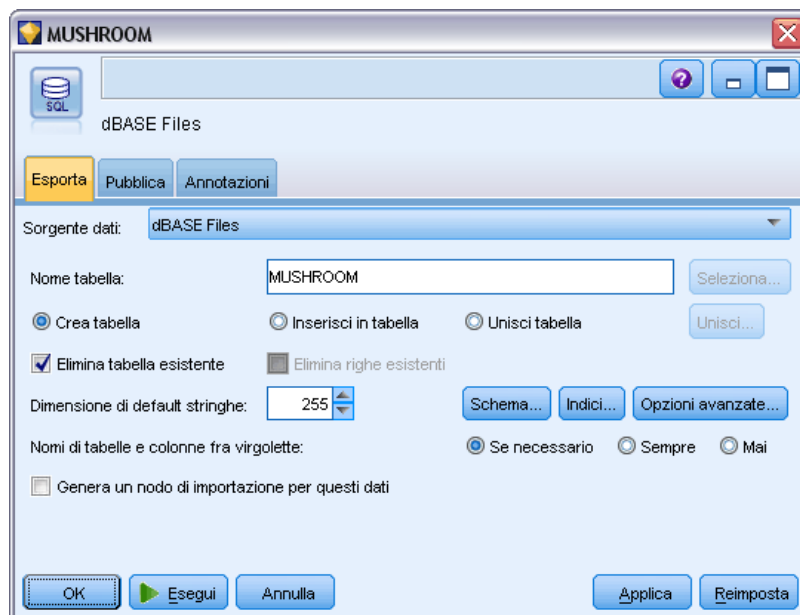 MUSHROOM
SQL
dBASE Files
Esporta Pubblica Annotazioni
Sorgente dati: dBASE Files
Nome tabella: MUSHROOM Seleziona...
Crea tabella Inserisci in tabella Unisci tabella Unisci...
Elimina tabella esistente Elimina righe esistenti
Dimensione di default stringhe: 255 Schema... Indici... Opzioni avanzate...
Nomi di tabelle e colonne fra virgolette: Se necessario Sempre Mai
Genera un nodo di importazione per questi dati
OK Esegui Annulla Applica Reimposta